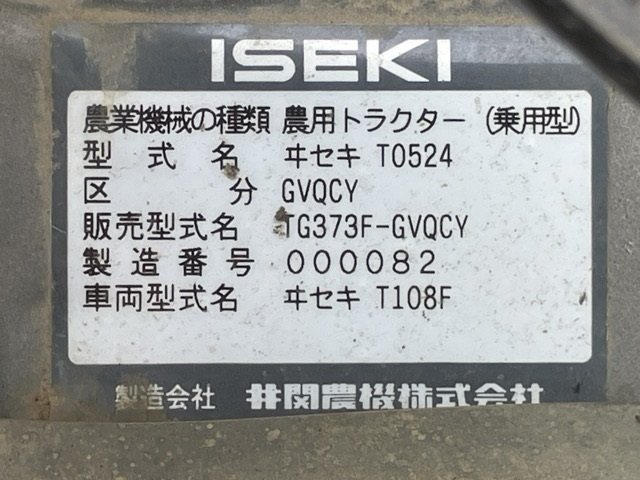 ISEKI
農業機械の種類 農用トラクター (乗用型)
型式名 ヰセキ T0524
区分 GVQCY
販売型式名 TG373F-GVQCY
製造番号 000082
車両型式名 ヰセキ T108F
製造会社 井関農機株式会社